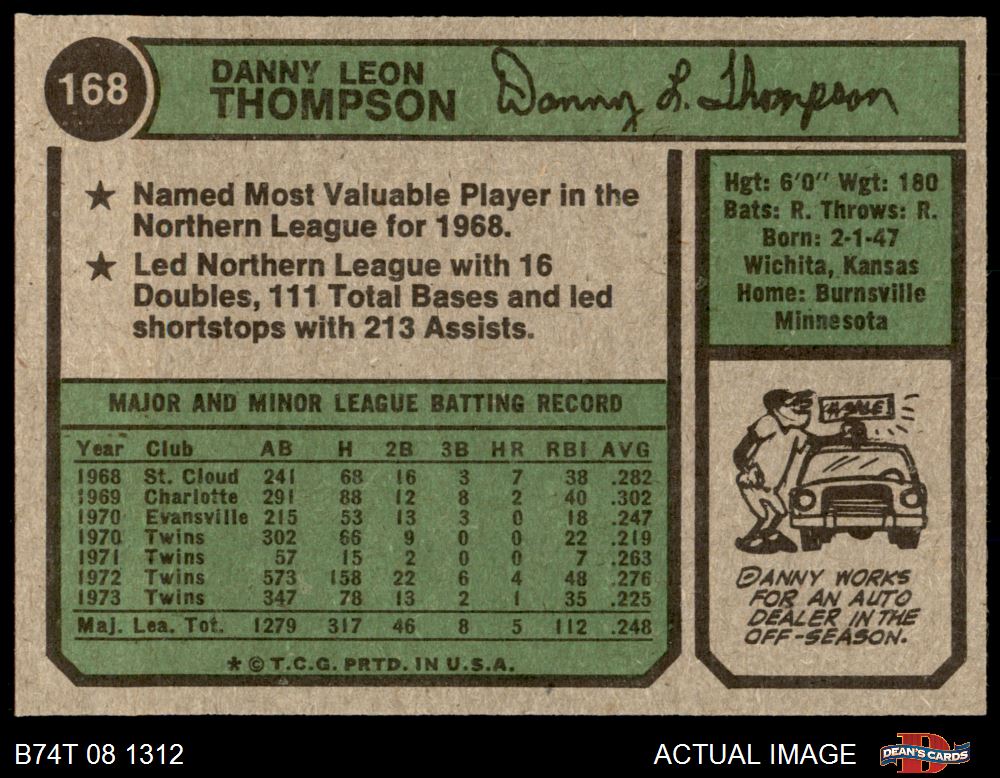 168
DANNY LEON
THOMPSON
Danny L. Thompson
★ Named Most Valuable Player in the
Northern League for 1968.
★ Led Northern League with 16
Doubles, 111 Total Bases and led
shortstops with 213 Assists.
Hgt: 6'0" Wgt: 180
Bats: R. Throws: R.
Born: 2-1-47
Wichita, Kansas
Home: Burnsville
Minnesota
MAJOR AND MINOR LEAGUE BATTING RECORD
Year Club AB H 2B 3B HR RBI AVG
1968 St. Cloud 241 68 16 3 7 38 .282
1969 Charlotte 291 88 12 8 2 40 .302
1970 Evansville 215 53 13 3 0 18 .247
1970 Twins 302 66 9 0 0 22 .219
1971 Twins 57 15 2 0 0 7 .263
1972 Twins 573 158 22 6 4 48 .276
1973 Twins 347 78 13 2 1 35 .225
Maj. Lea. Tot. 1279 317 46 8 5 112 .248
* © T.C.G. PRTD. IN U.S.A.
SALE!
DANNY WORKS
FOR AN AUTO
DEALER IN THE
OFF-SEASON.
B74T 08 1312
ACTUAL IMAGE
DEAN'S CARDS